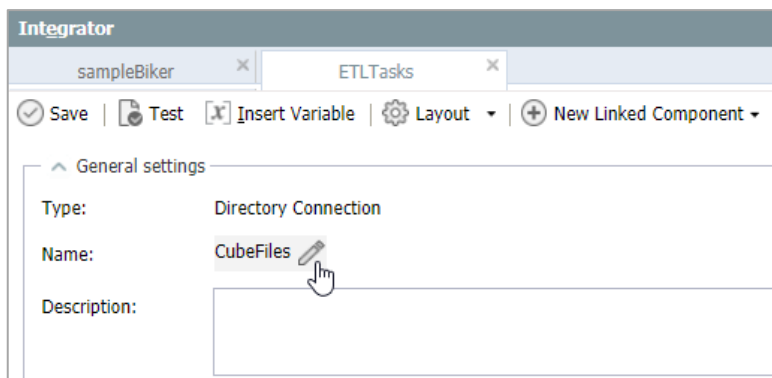 Integrator
sampleBiker ETLTasks
Save Test [x] Insert Variable Layout New Linked Component
General settings
Type: Directory Connection
Name: CubeFiles
Description: